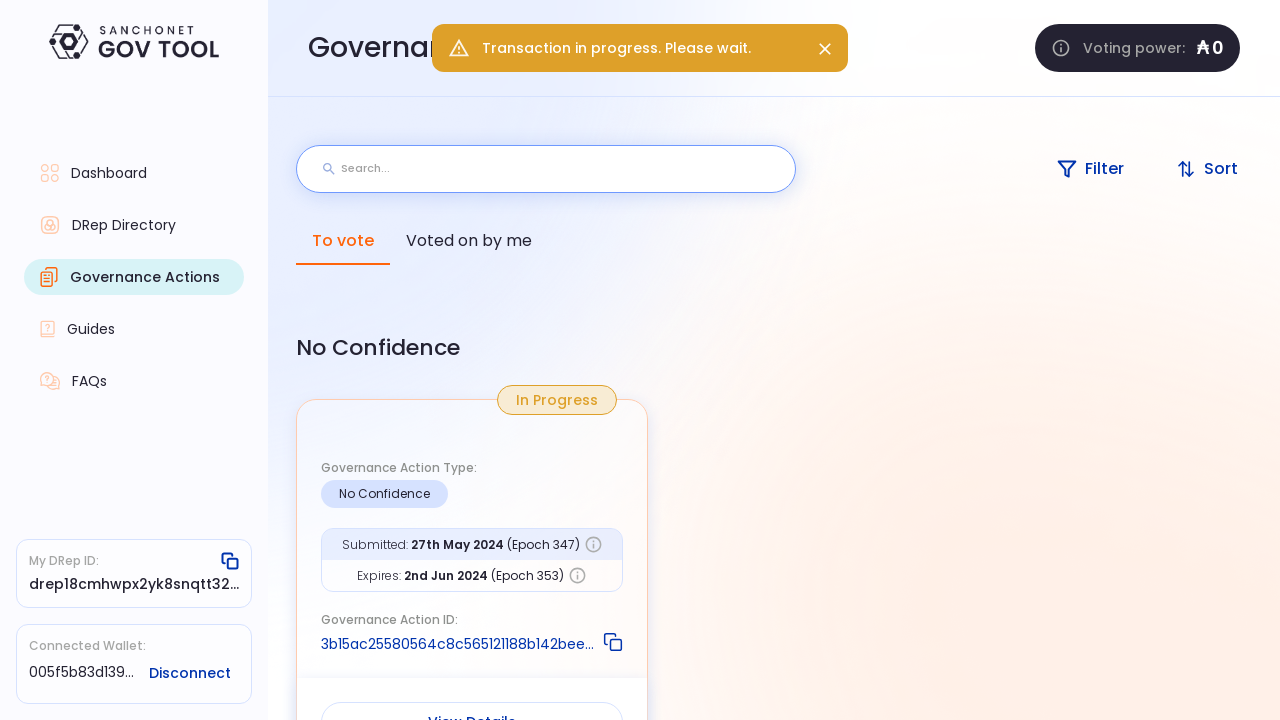 SANCHONET
GOV TOOL
Transaction in progress. Please wait.
Voting power: ₳ 0
Dashboard
DRep Directory
Governance Actions
Guides
FAQs
My DRep ID:
drep18cmhwpx2yk8snqtt32...
Connected Wallet:
005f5b83d139...
Disconnect
Search...
Filter
Sort
To vote
Voted on by me
No Confidence
In Progress
Governance Action Type:
No Confidence
Submitted: 27th May 2024 (Epoch 347)
Expires: 2nd Jun 2024 (Epoch 353)
Governance Action ID:
3b15ac25580564c8c565121188b142bee...
View Details